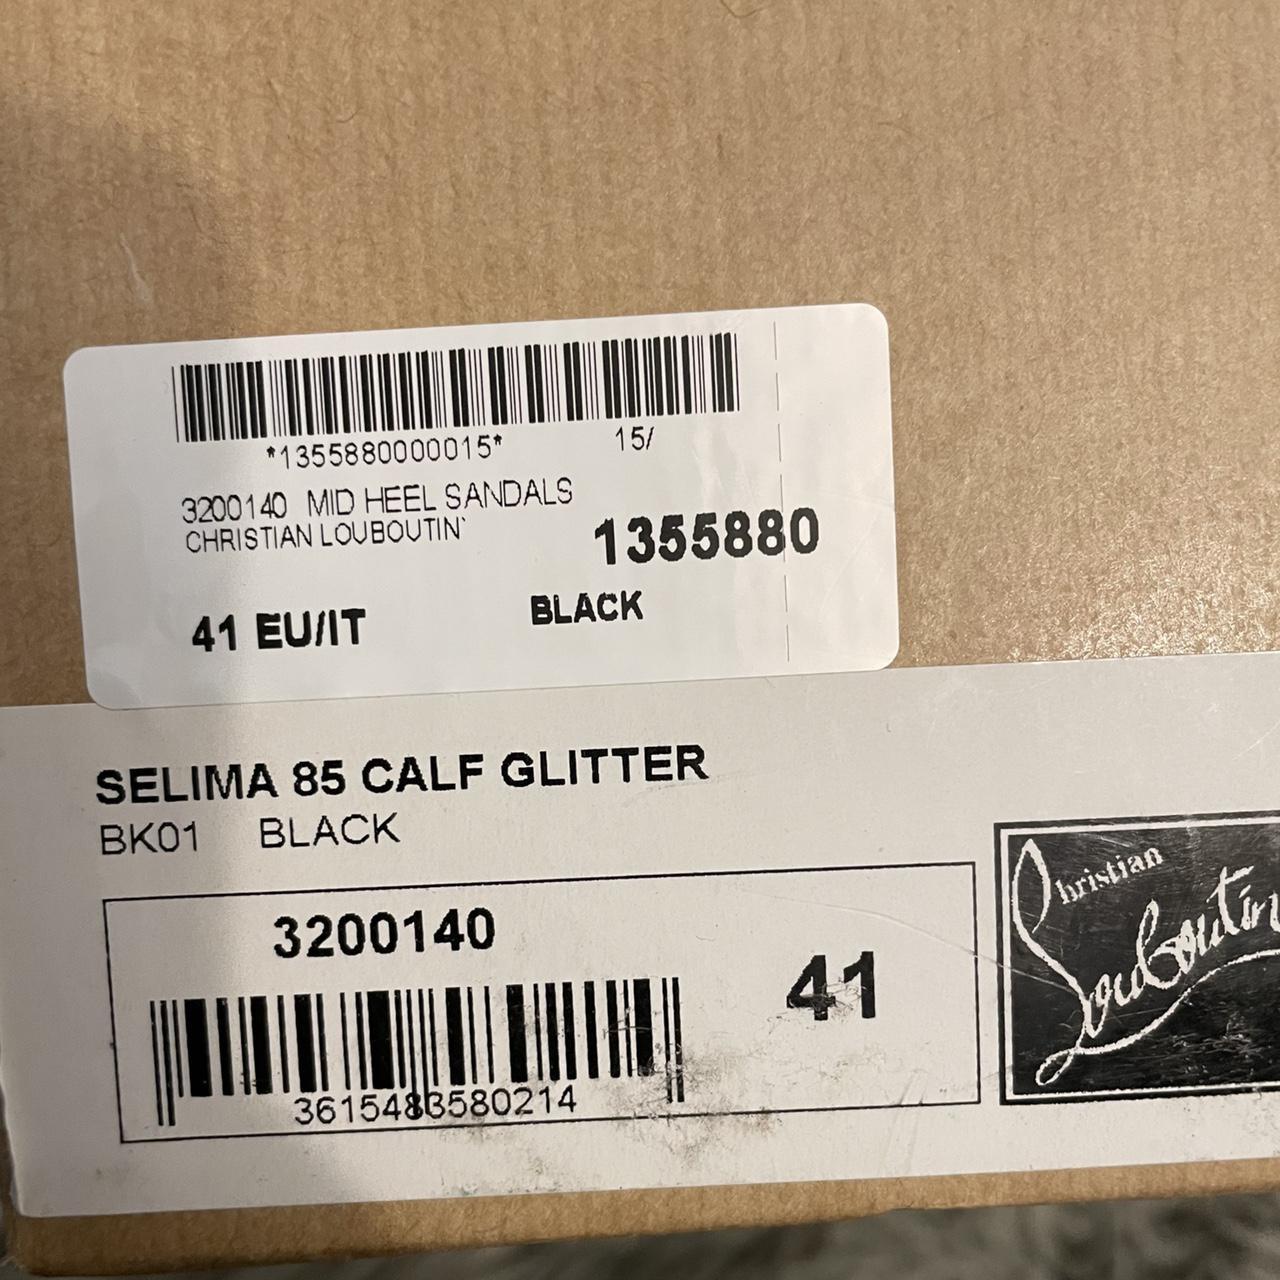 *1355880000015* 15/
3200140 MID HEEL SANDALS
CHRISTIAN LOUBOUTIN`
1355880
41 EU/IT BLACK
SELIMA 85 CALF GLITTER
BK01 BLACK
3200140
41
3615483580214
Christian
Louboutin